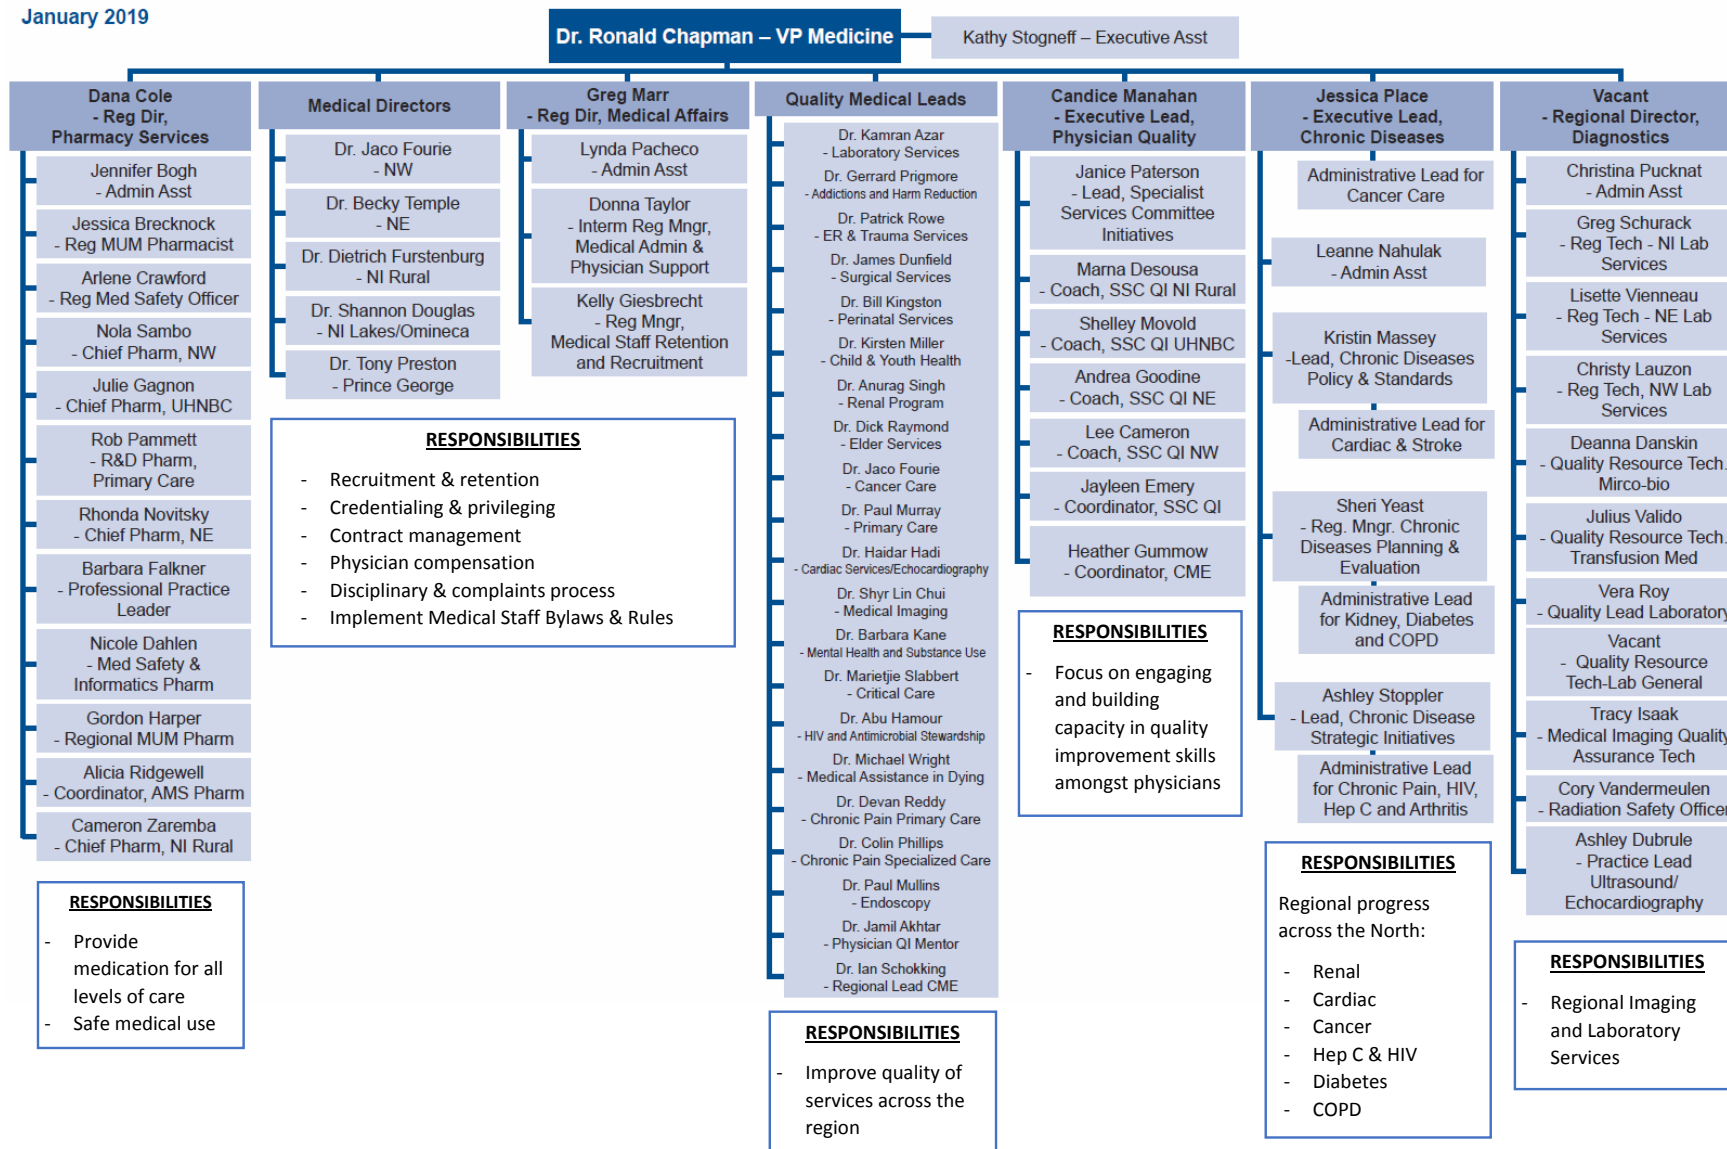 January 2019
Dr. Ronald Chapman – VP Medicine
Kathy Stogneff – Executive Asst
Dana Cole
- Reg Dir,
Pharmacy Services
Jennifer Bogh
- Admin Asst
Jessica Brecknock
- Reg MUM Pharmacist
Arlene Crawford
- Reg Med Safety Officer
Nola Sambo
- Chief Pharm, NW
Julie Gagnon
- Chief Pharm, UHNBC
Rob Pammett
- R&D Pharm,
Primary Care
Rhonda Novitsky
- Chief Pharm, NE
Barbara Falkner
- Professional Practice
Leader
Nicole Dahlen
- Med Safety &
Informatics Pharm
Gordon Harper
- Regional MUM Pharm
Alicia Ridgewell
- Coordinator, AMS Pharm
Cameron Zaremba
- Chief Pharm, NI Rural
RESPONSIBILITIES
- Provide
medication for all
levels of care
- Safe medical use
Medical Directors
Dr. Jaco Fourie
- NW
Dr. Becky Temple
- NE
Dr. Dietrich Furstenburg
- NI Rural
Dr. Shannon Douglas
- NI Lakes/Omineca
Dr. Tony Preston
- Prince George
Greg Marr
- Reg Dir, Medical Affairs
Lynda Pacheco
- Admin Asst
Donna Taylor
- Interm Reg Mngr,
Medical Admin &
Physician Support
Kelly Giesbrecht
- Reg Mngr,
Medical Staff Retention
and Recruitment
RESPONSIBILITIES
- Recruitment & retention
- Credentialing & privileging
- Contract management
- Physician compensation
- Disciplinary & complaints process
- Implement Medical Staff Bylaws & Rules
Quality Medical Leads
Dr. Kamran Azar
- Laboratory Services
Dr. Gerrard Prigmore
- Addictions and Harm Reduction
Dr. Patrick Rowe
- ER & Trauma Services
Dr. James Dunfield
- Surgical Services
Dr. Bill Kingston
- Perinatal Services
Dr. Kirsten Miller
- Child & Youth Health
Dr. Anurag Singh
- Renal Program
Dr. Dick Raymond
- Elder Services
Dr. Jaco Fourie
- Cancer Care
Dr. Paul Murray
- Primary Care
Dr. Haidar Hadi
- Cardiac Services/Echocardiography
Dr. Shyr Lin Chui
- Medical Imaging
Dr. Barbara Kane
- Mental Health and Substance Use
Dr. Marietjie Slabbert
- Critical Care
Dr. Abu Hamour
- HIV and Antimicrobial Stewardship
Dr. Michael Wright
- Medical Assistance in Dying
Dr. Devan Reddy
- Chronic Pain Primary Care
Dr. Colin Phillips
- Chronic Pain Specialized Care
Dr. Paul Mullins
- Endoscopy
Dr. Jamil Akhtar
- Physician QI Mentor
Dr. Ian Schokking
- Regional Lead CME
RESPONSIBILITIES
- Improve quality of
services across the
region
Candice Manahan
- Executive Lead,
Physician Quality
Janice Paterson
- Lead, Specialist
Services Committee
Initiatives
Marna Desousa
- Coach, SSC QI NI Rural
Shelley Movold
- Coach, SSC QI UHNBC
Andrea Goodine
- Coach, SSC QI NE
Lee Cameron
- Coach, SSC QI NW
Jayleen Emery
- Coordinator, SSC QI
Heather Gummow
- Coordinator, CME
RESPONSIBILITIES
- Focus on engaging
and building
capacity in quality
improvement skills
amongst physicians
Jessica Place
- Executive Lead,
Chronic Diseases
Administrative Lead for
Cancer Care
Leanne Nahulak
- Admin Asst
Kristin Massey
-Lead, Chronic Diseases
Policy & Standards
Administrative Lead for
Cardiac & Stroke
Sheri Yeast
- Reg. Mngr. Chronic
Diseases Planning &
Evaluation
Administrative Lead
for Kidney, Diabetes
and COPD
Ashley Stoppler
- Lead, Chronic Disease
Strategic Initiatives
Administrative Lead
for Chronic Pain, HIV,
Hep C and Arthritis
RESPONSIBILITIES
Regional progress
across the North:
- Renal
- Cardiac
- Cancer
- Hep C & HIV
- Diabetes
- COPD
Vacant
- Regional Director,
Diagnostics
Christina Pucknat
- Admin Asst
Greg Schurack
- Reg Tech - NI Lab
Services
Lisette Vienneau
- Reg Tech - NE Lab
Services
Christy Lauzon
- Reg Tech, NW Lab
Services
Deanna Danskin
- Quality Resource Tech.
Mirco-bio
Julius Valido
- Quality Resource Tech.
Transfusion Med
Vera Roy
- Quality Lead Laboratory
Vacant
- Quality Resource
Tech-Lab General
Tracy Isaak
- Medical Imaging Quality
Assurance Tech
Cory Vandermeulen
- Radiation Safety Officer
Ashley Dubrule
- Practice Lead
Ultrasound/
Echocardiography
RESPONSIBILITIES
- Regional Imaging
and Laboratory
Services